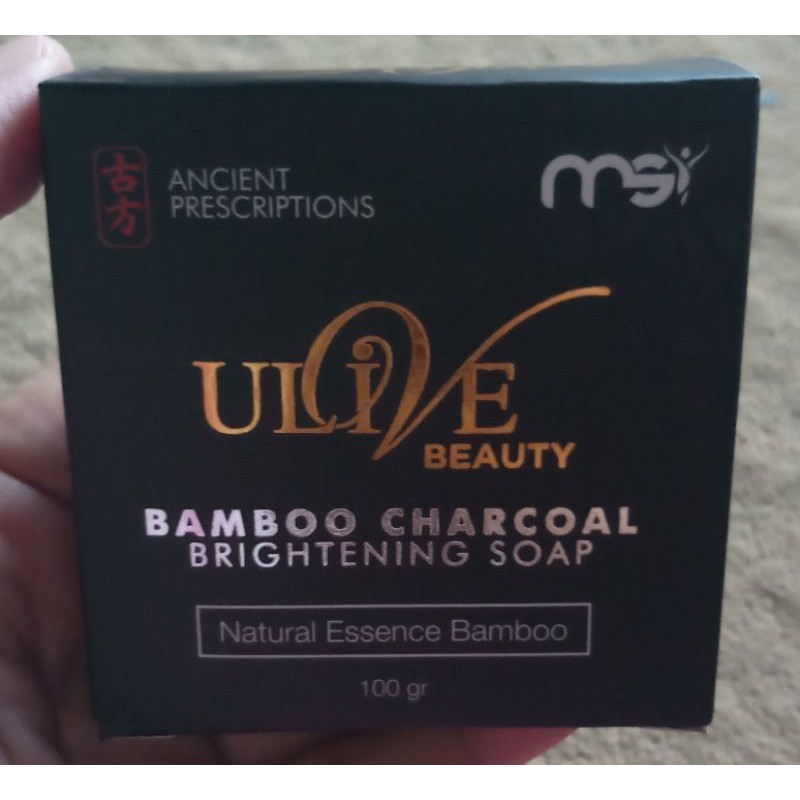 古方
ANCIENT
PRESCRIPTIONS
msi
ULIVE
BEAUTY
BAMBOO CHARCOAL
BRIGHTENING SOAP
Natural Essence Bamboo
100 gr